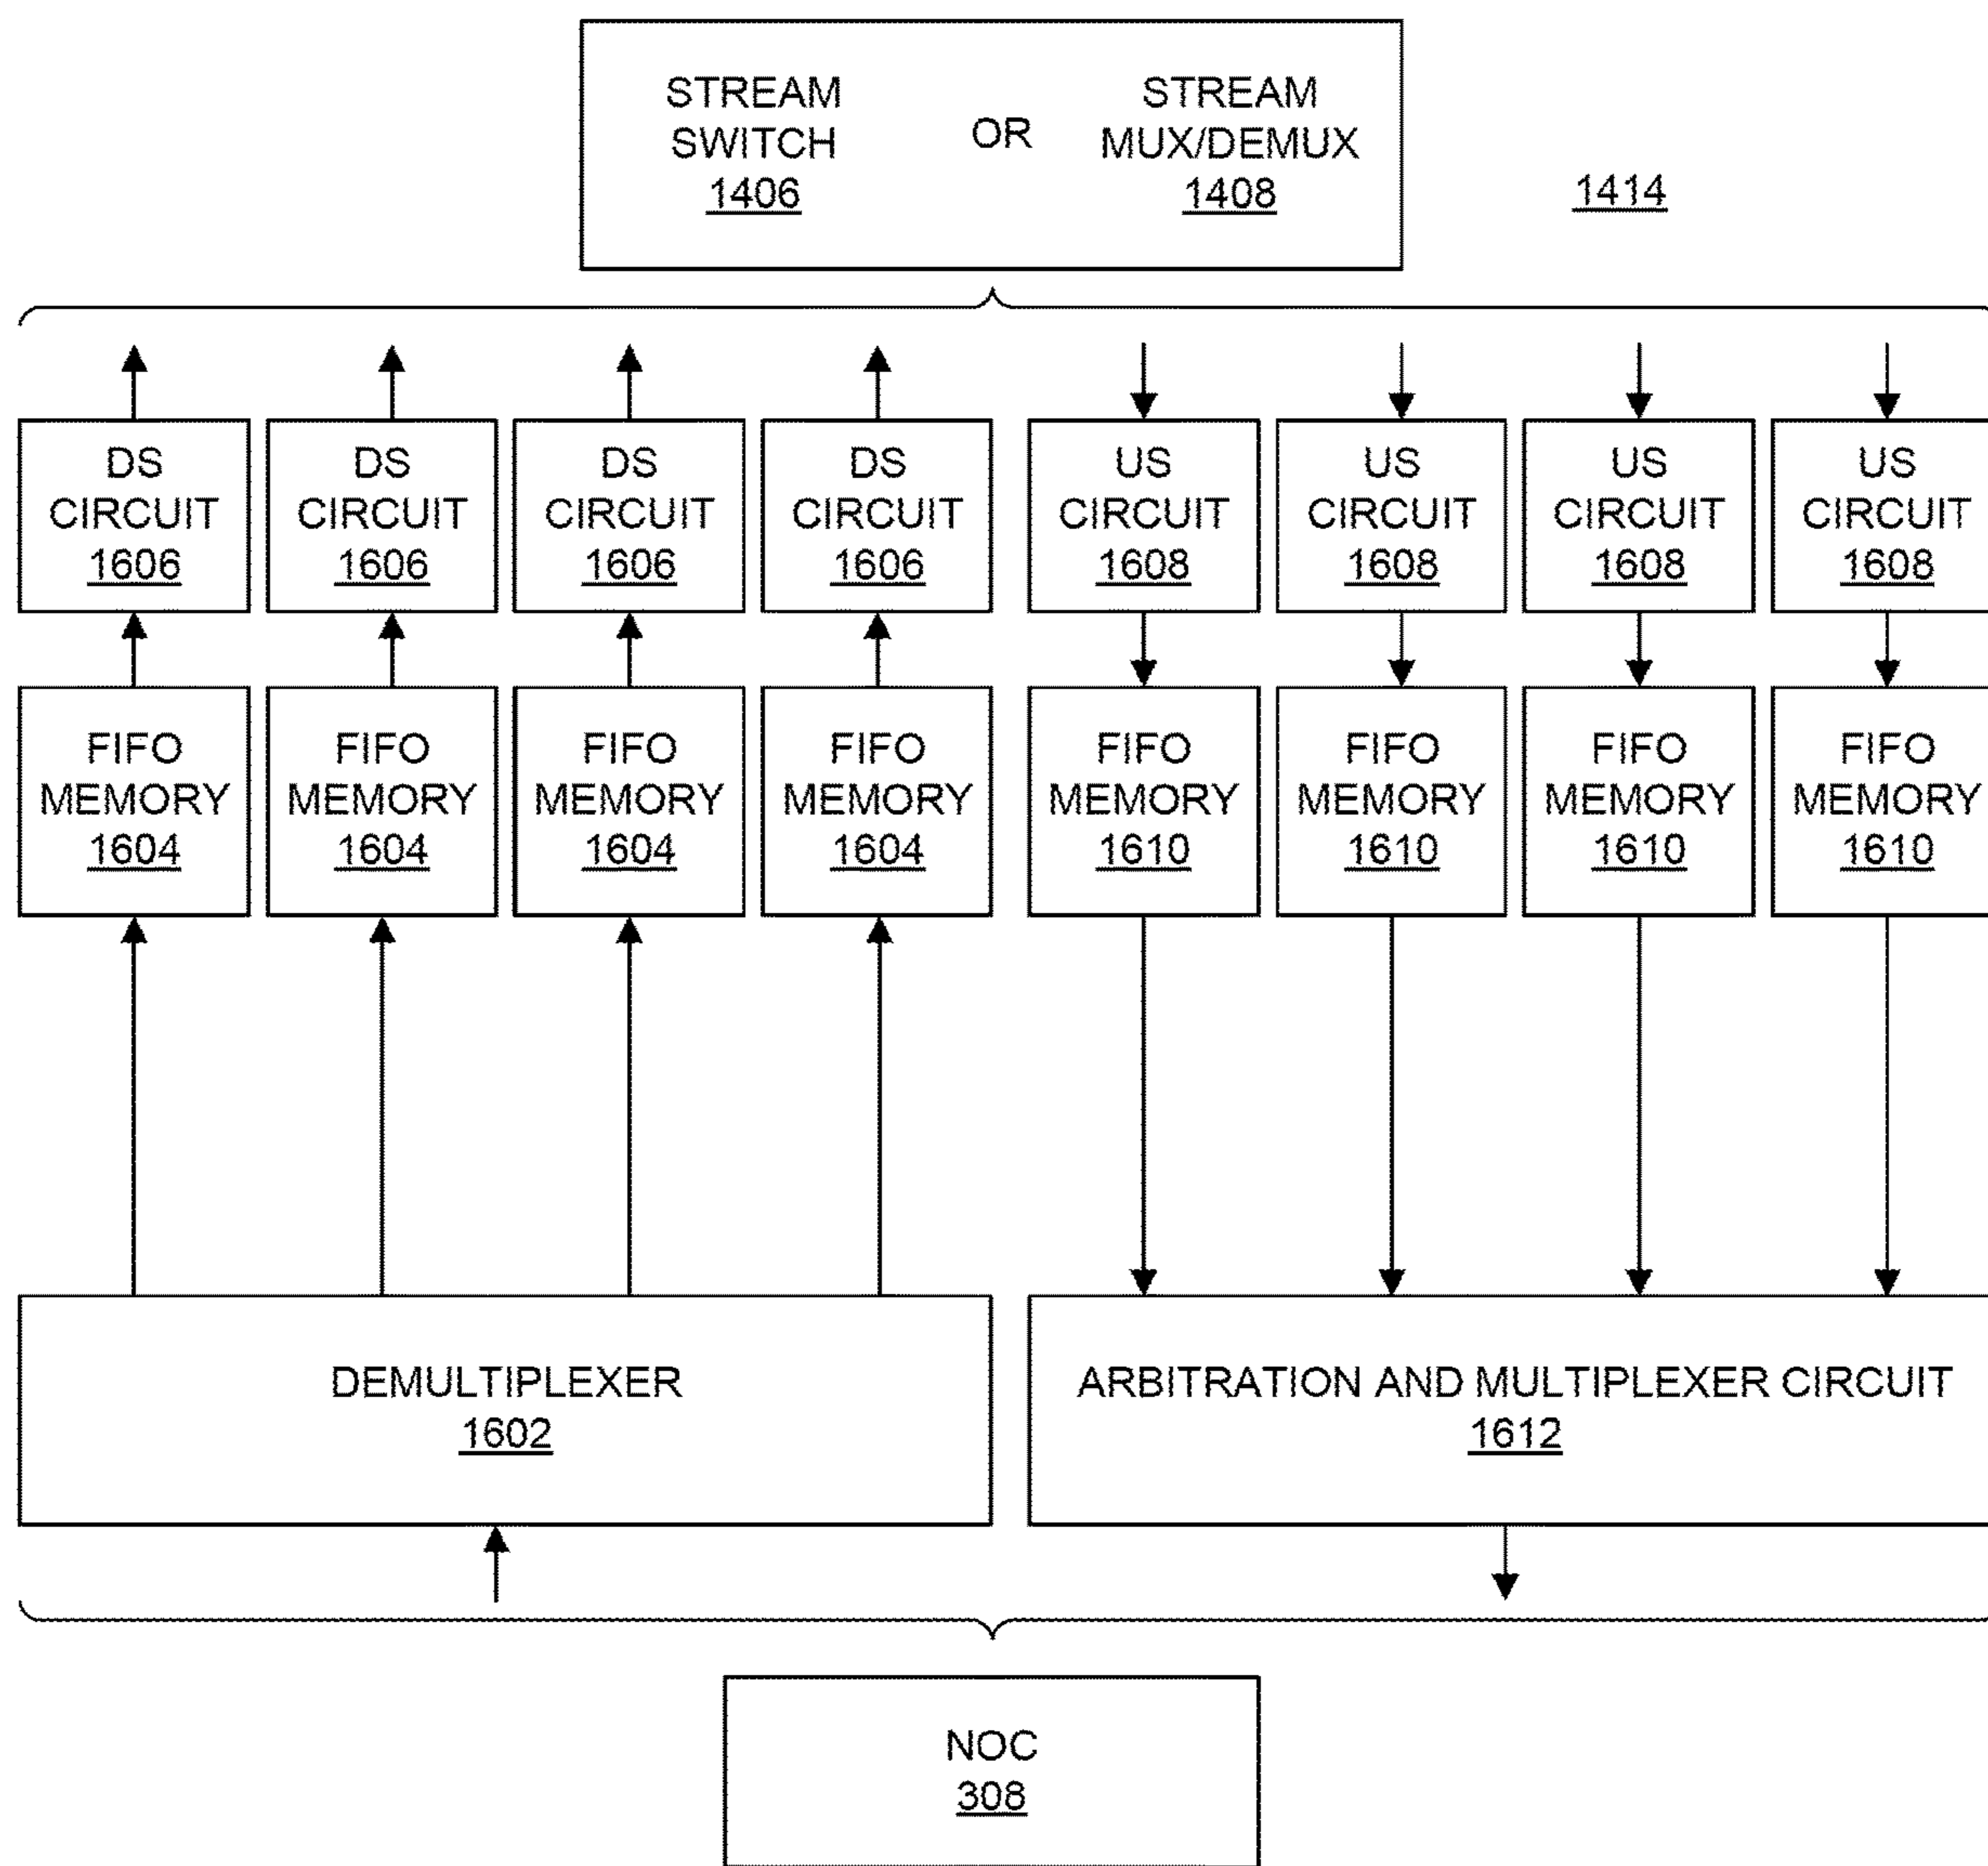 STREAM
SWITCH
1406
OR
STREAM
MUX/DEMUX
1408
1414
DS
CIRCUIT
1606
DS
CIRCUIT
1606
DS
CIRCUIT
1606
DS
CIRCUIT
1606
US
CIRCUIT
1608
US
CIRCUIT
1608
US
CIRCUIT
1608
US
CIRCUIT
1608
FIFO
MEMORY
1604
FIFO
MEMORY
1604
FIFO
MEMORY
1604
FIFO
MEMORY
1604
FIFO
MEMORY
1610
FIFO
MEMORY
1610
FIFO
MEMORY
1610
FIFO
MEMORY
1610
DEMULTIPLEXER
1602
ARBITRATION AND MULTIPLEXER CIRCUIT
1612
NOC
308